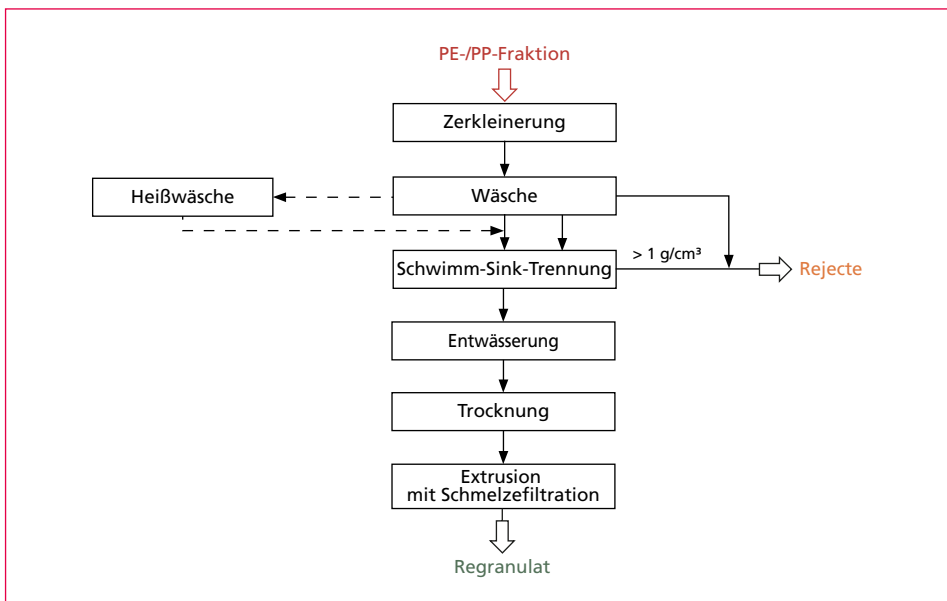 PE-/PP-Fraktion
Zerkleinerung
Heißwäsche
Wäsche
Schwimm-Sink-Trennung
> 1 g/cm³
Rejecte
Entwässerung
Trocknung
Extrusion
mit Schmelzefiltration
Regranulat